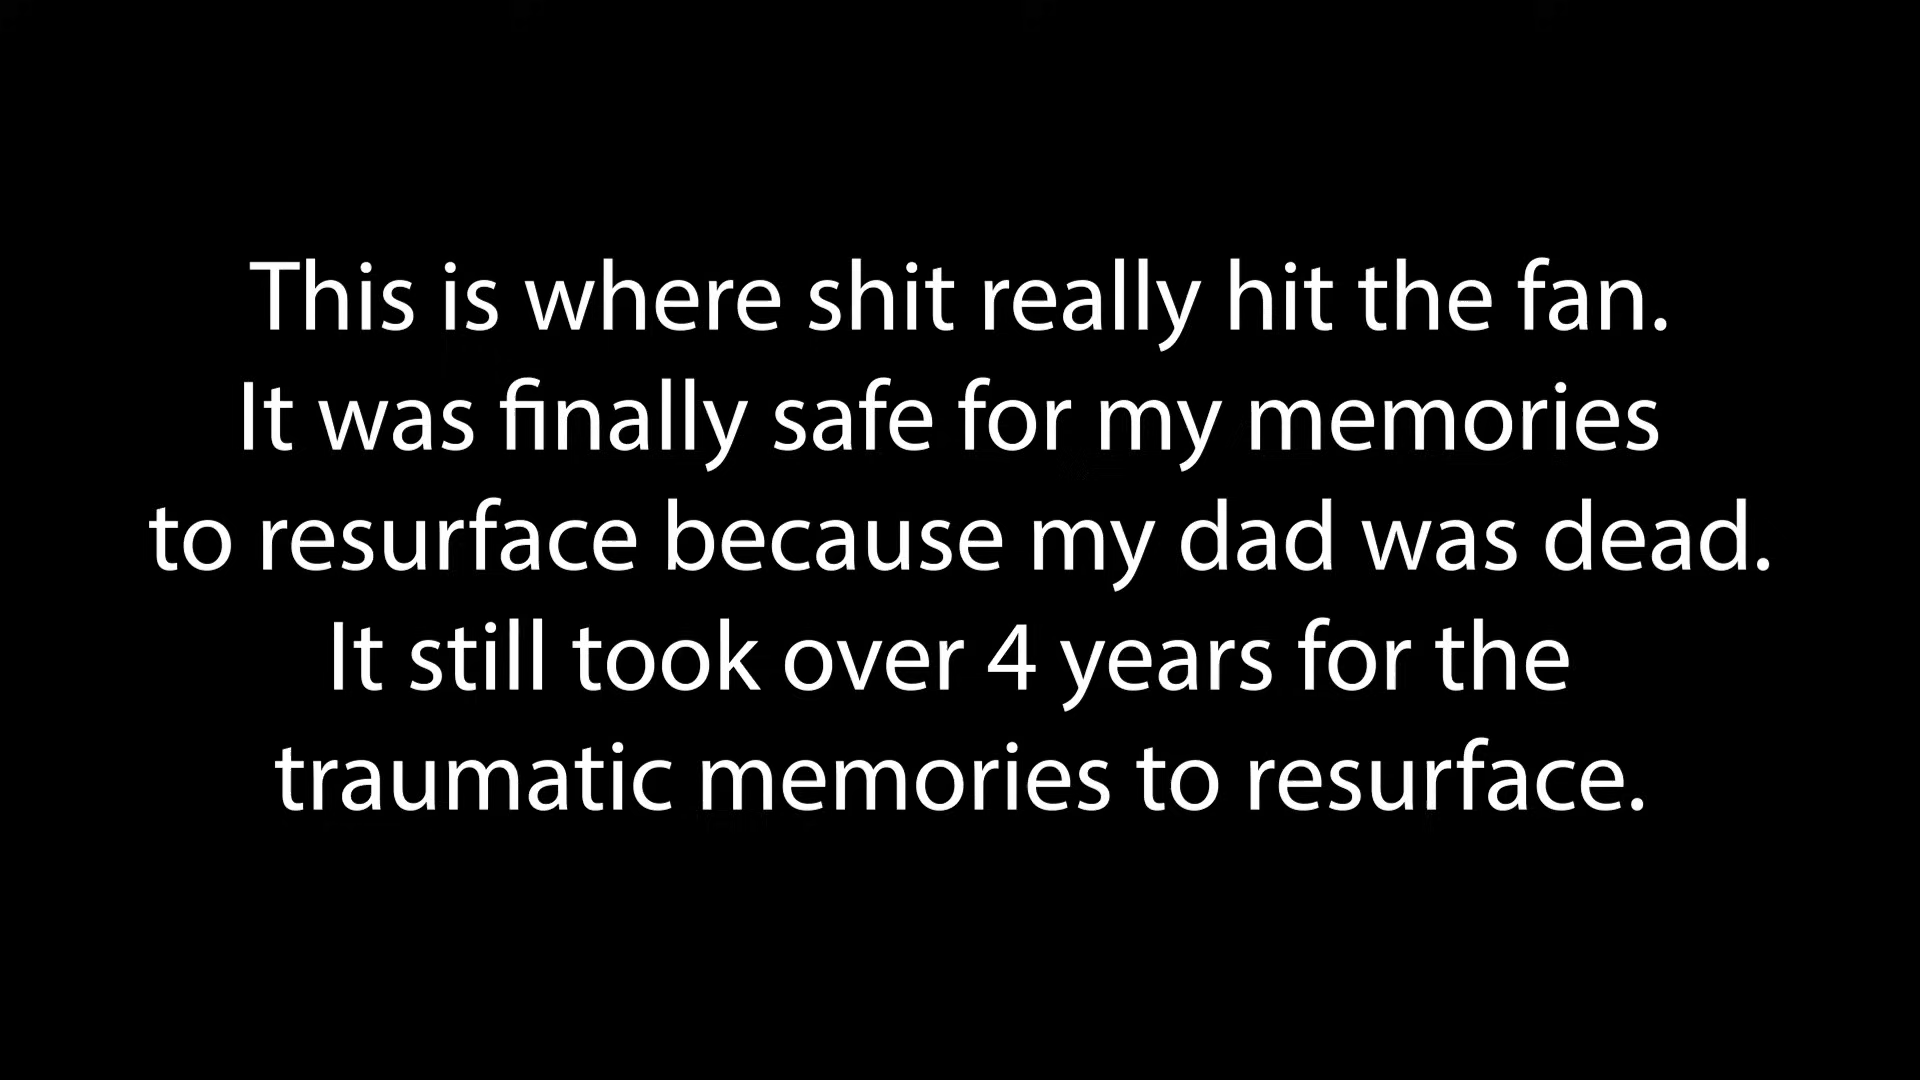 This is where shit really hit the fan.
It was finally safe for my memories
to resurface because my dad was dead.
It still took over 4 years for the
traumatic memories to resurface.